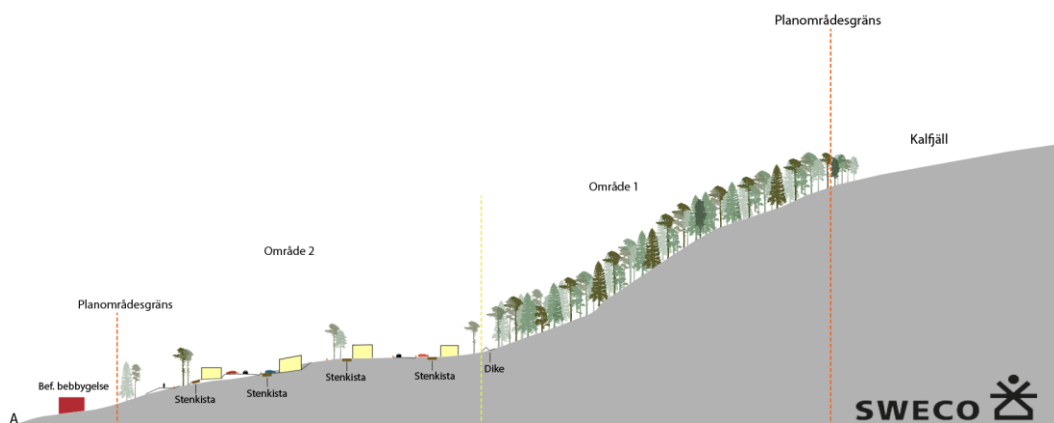 Planområdesgräns
Kalfjäll
Område 1
Område 2
Planområdesgräns
Bef. bebbygelse
Stenkista
Stenkista
Stenkista
Stenkista
Dike
A
SWECO